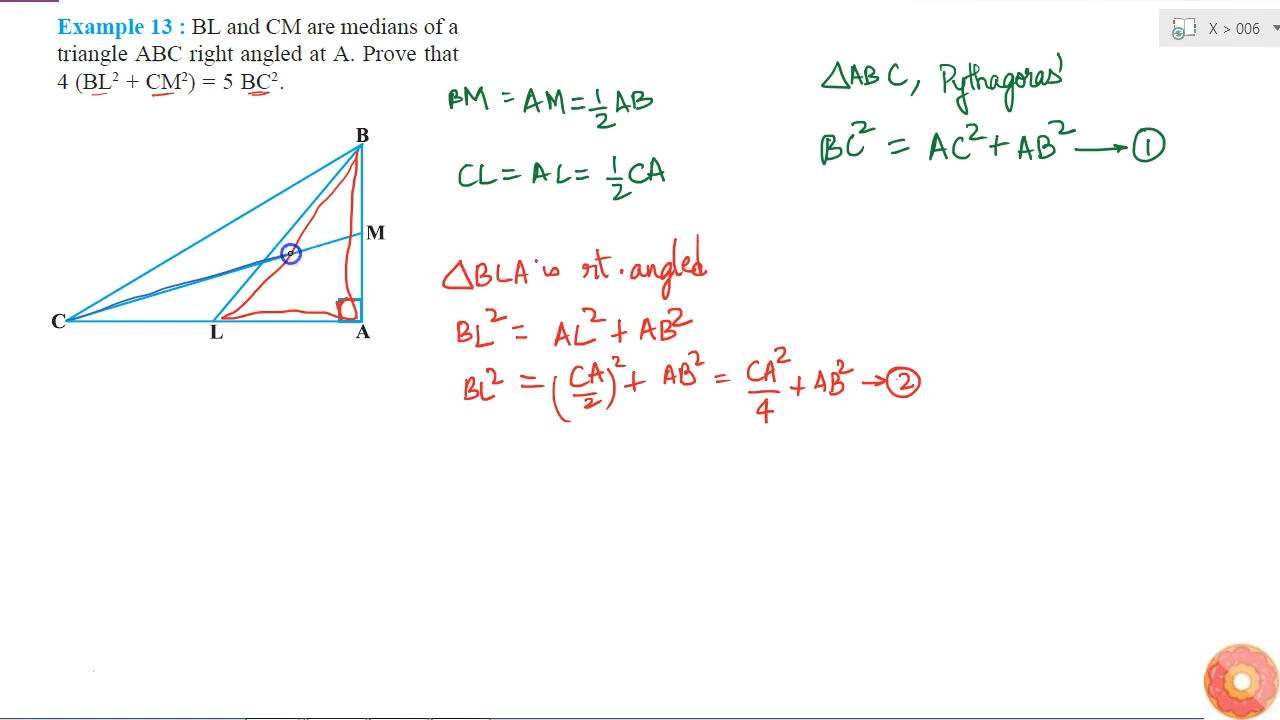 Example 13 : BL and CM are medians of a
triangle ABC right angled at A. Prove that
4 (BL² + CM²) = 5 BC².
X > 006
B
M
C
L
A
BM = AM = 1/2 AB
CL = AL = 1/2 CA
△ABC, Pythagoras'
BC² = AC² + AB² → ①
△BLA is rt. angled
BL² = AL² + AB²
BL² = (CA/2)² + AB² = CA²/4 + AB² → ②